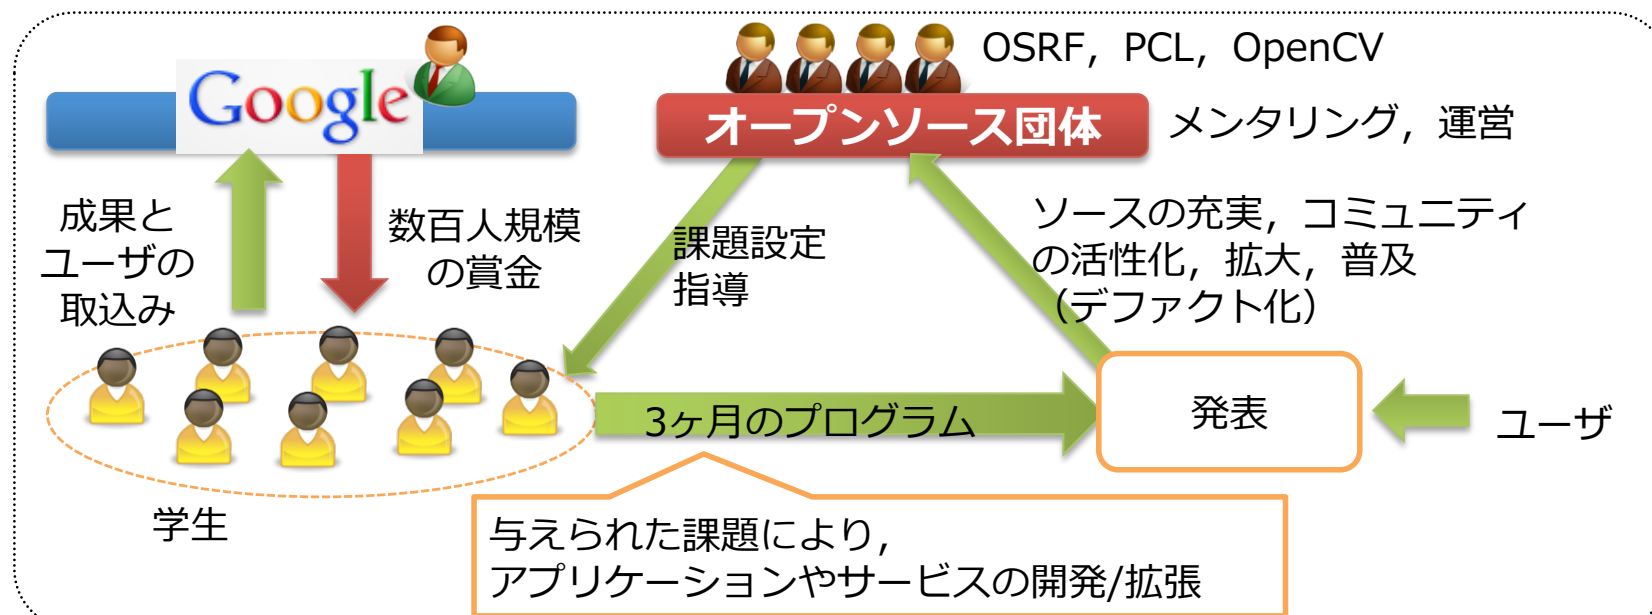 Google
OSRF, PCL, OpenCV
オープンソース団体
メンタリング，運営
成果と
ユーザの
取込み
数百人規模
の賞金
課題設定
指導
ソースの充実，コミュニティ
の活性化，拡大，普及
（デファクト化）
3ヶ月のプログラム
発表
ユーザ
学生
与えられた課題により，
アプリケーションやサービスの開発/拡張